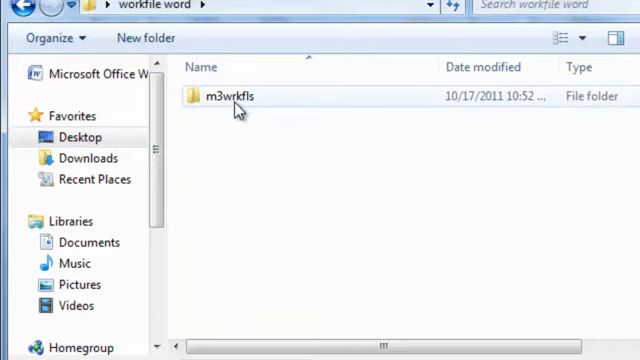 workfile word
Search workfile word
Organize
New folder
Name
Date modified
Type
Microsoft Office W
m3wrkfls
10/17/2011 10:52 ...
File folder
Favorites
Desktop
Downloads
Recent Places
Libraries
Documents
Music
Pictures
Videos
Homegroup